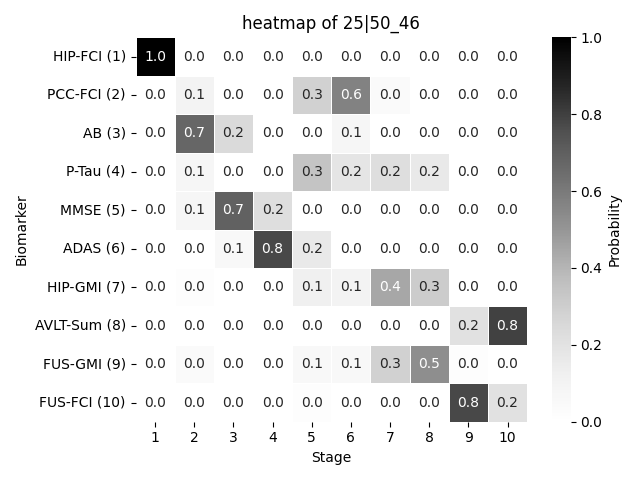 heatmap of 25|50_46
HIP-FCI (1) 1.0 0.0 0.0 0.0 0.0 0.0 0.0 0.0 0.0 0.0
PCC-FCI (2) 0.0 0.1 0.0 0.0 0.3 0.6 0.0 0.0 0.0 0.0
AB (3) 0.0 0.7 0.2 0.0 0.0 0.1 0.0 0.0 0.0 0.0
P-Tau (4) 0.0 0.1 0.0 0.0 0.3 0.2 0.2 0.2 0.0 0.0
MMSE (5) 0.0 0.1 0.7 0.2 0.0 0.0 0.0 0.0 0.0 0.0
ADAS (6) 0.0 0.0 0.1 0.8 0.2 0.0 0.0 0.0 0.0 0.0
HIP-GMI (7) 0.0 0.0 0.0 0.0 0.1 0.1 0.4 0.3 0.0 0.0
AVLT-Sum (8) 0.0 0.0 0.0 0.0 0.0 0.0 0.0 0.0 0.2 0.8
FUS-GMI (9) 0.0 0.0 0.0 0.0 0.1 0.1 0.3 0.5 0.0 0.0
FUS-FCI (10) 0.0 0.0 0.0 0.0 0.0 0.0 0.0 0.0 0.8 0.2
1 2 3 4 5 6 7 8 9 10
Stage
Biomarker
1.0
0.8
0.6
0.4
0.2
0.0
Probability